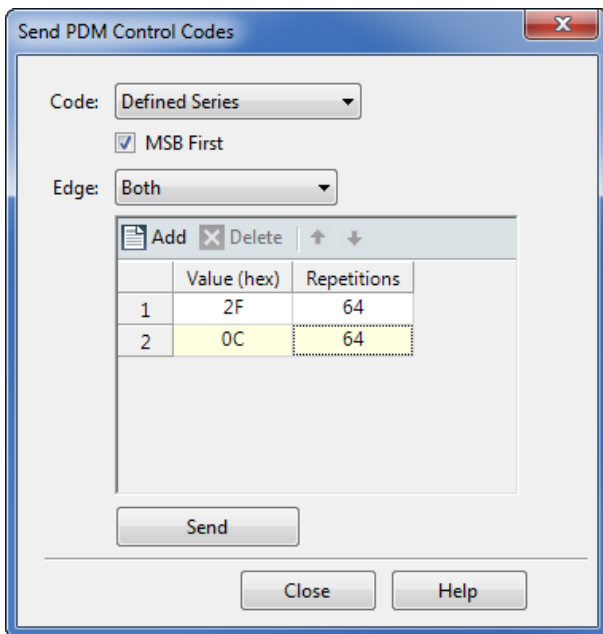 Send PDM Control Codes
Code: Defined Series
MSB First
Edge: Both
Add Delete
Value (hex) Repetitions
1 2F 64
2 0C 64
Send
Close Help